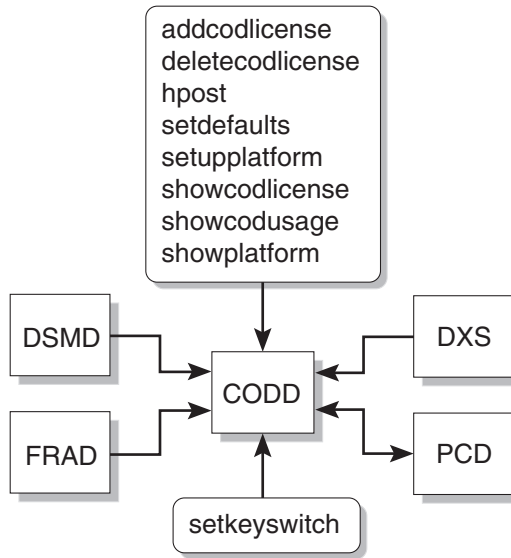 addcodlicense
deletecodlicense
hpost
setdefaults
setupplatform
showcodlicense
showcodusage
showplatform
DSMD
DXS
CODD
FRAD
PCD
setkeyswitch